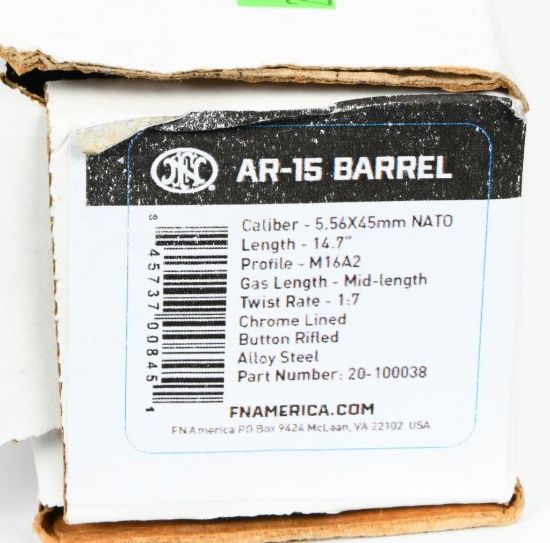 FN
AR-15 BARREL
Caliber - 5.56X45mm NATO
Length - 14.7"
Profile - M16A2
Gas Length - Mid-length
Twist Rate - 1:7
Chrome Lined
Button Rifled
Alloy Steel
Part Number: 20-100038
8 45737 00845 1
FNAMERICA.COM
FN America PO Box 9424 McLean, VA 22102 USA